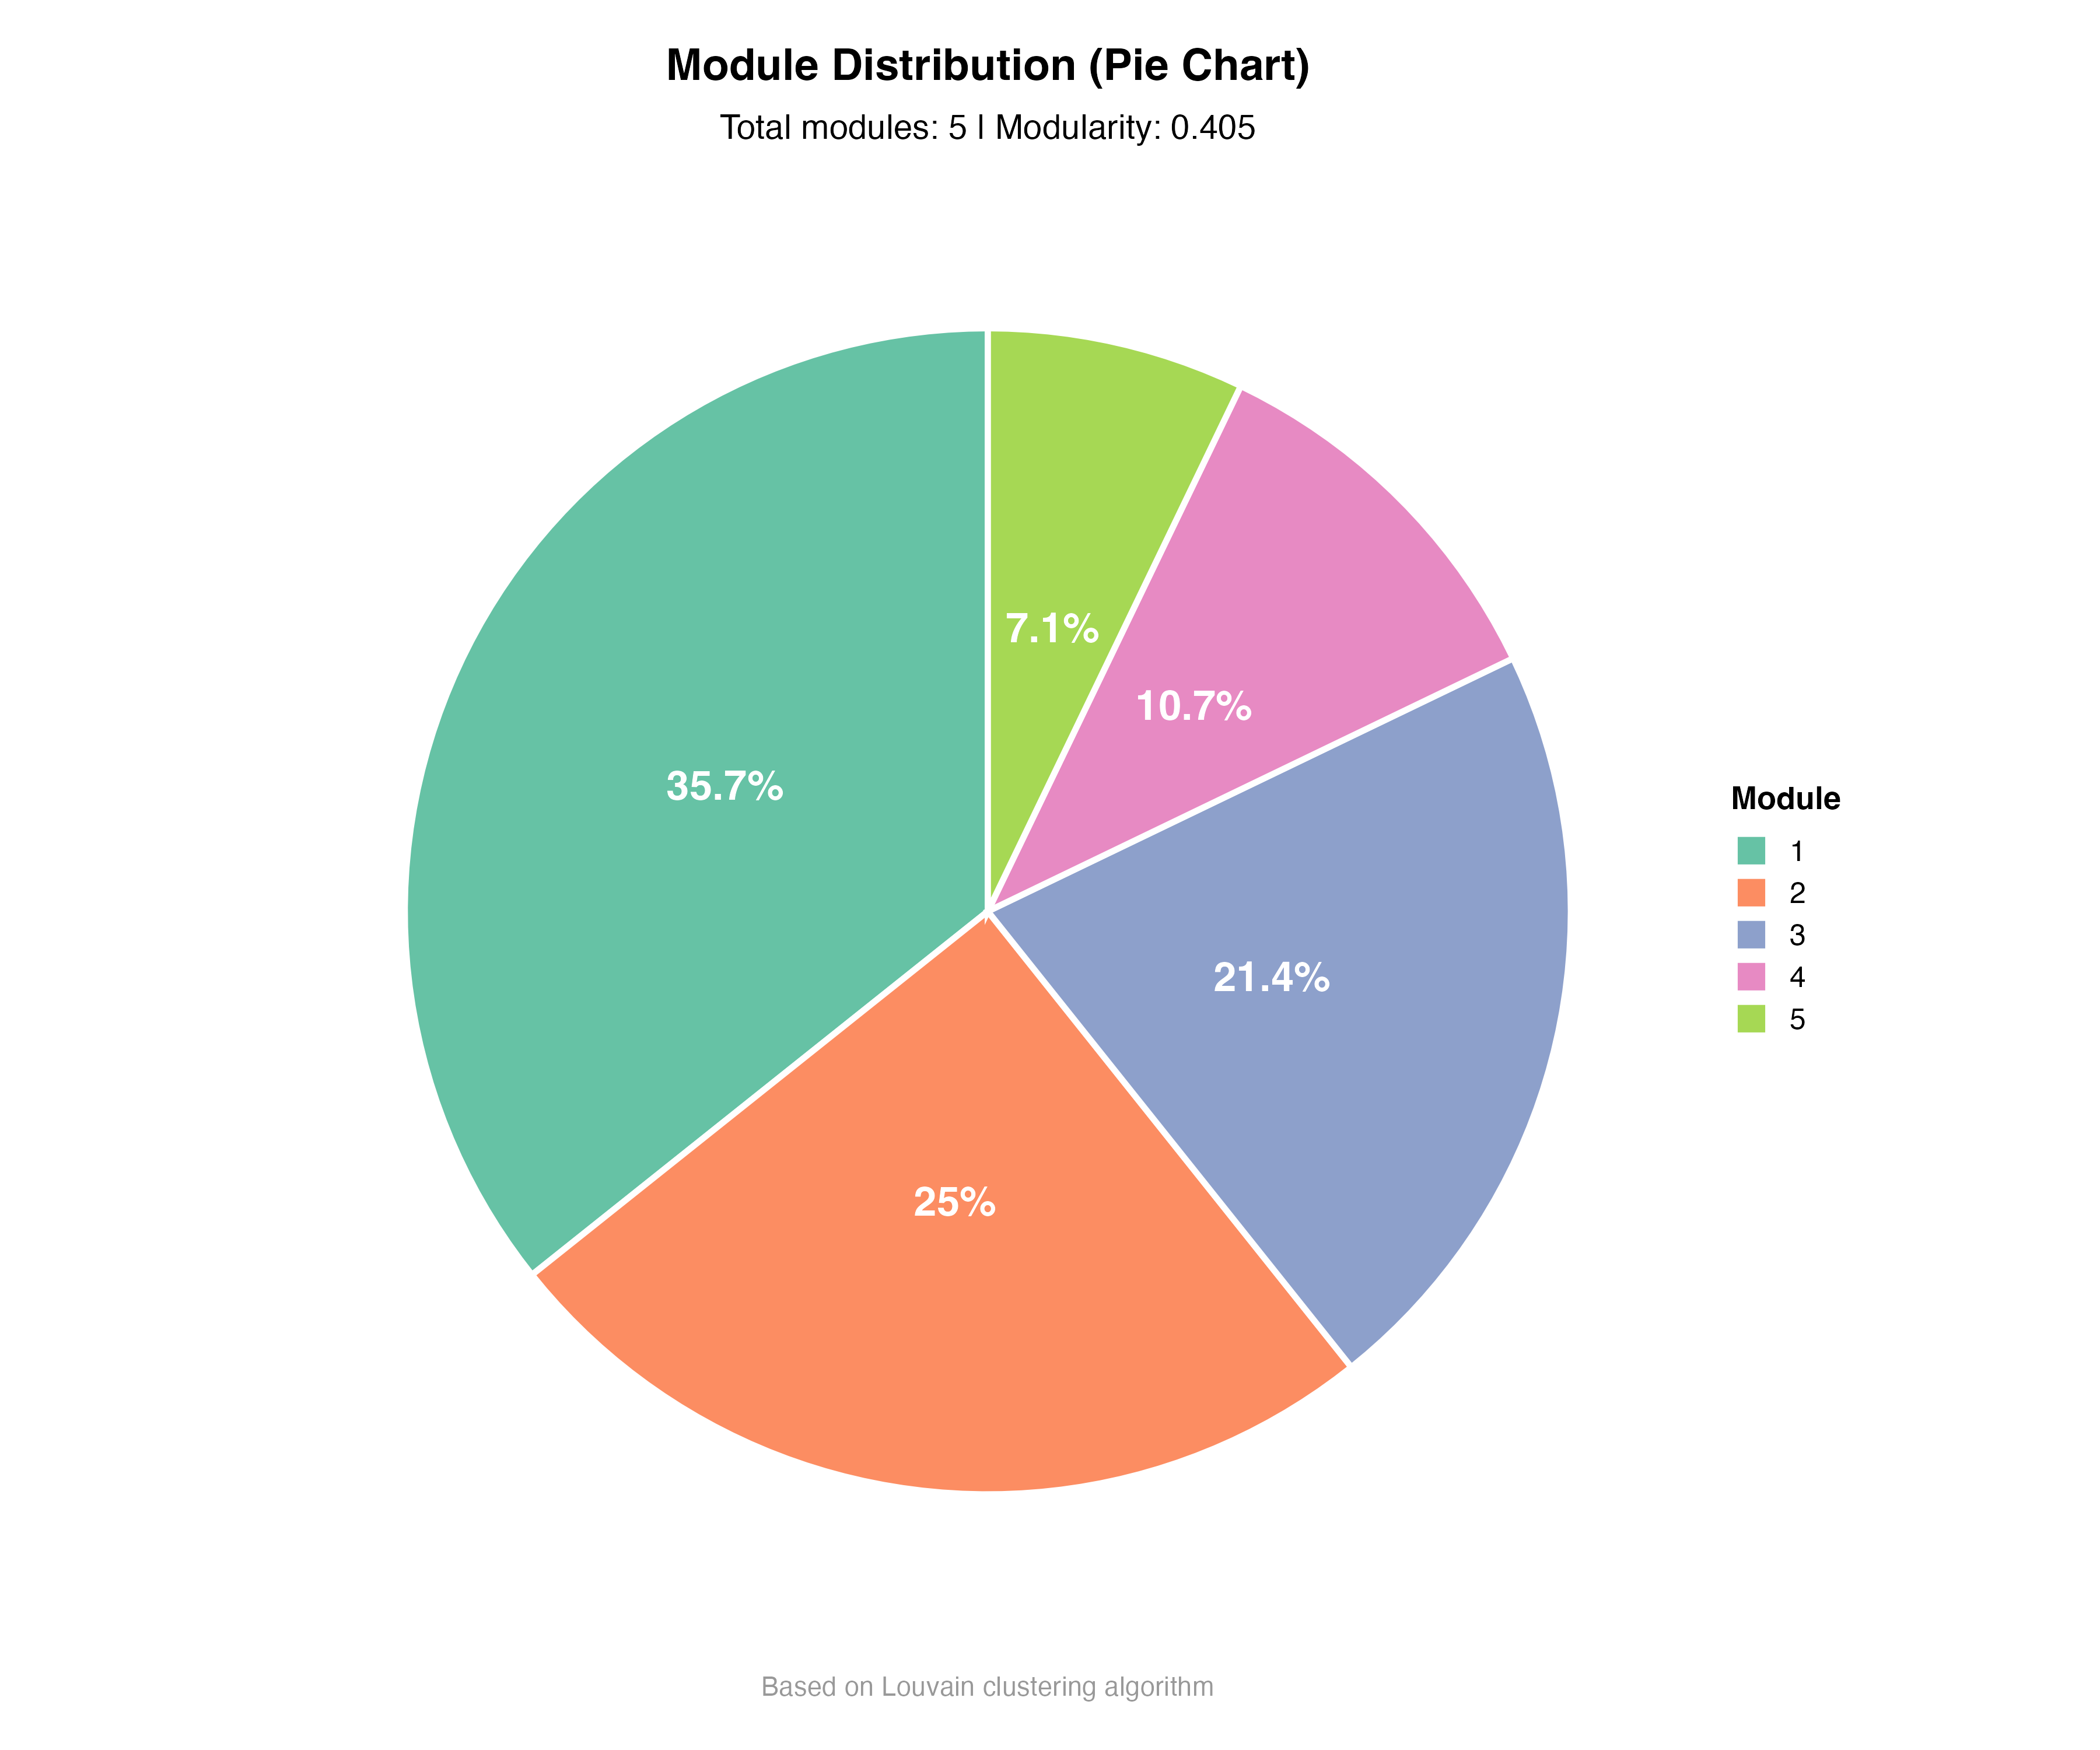 Module Distribution (Pie Chart)
Total modules: 5 | Modularity: 0.405
7.1%
10.7%
35.7%
21.4%
25%
Module
1
2
3
4
5
Based on Louvain clustering algorithm